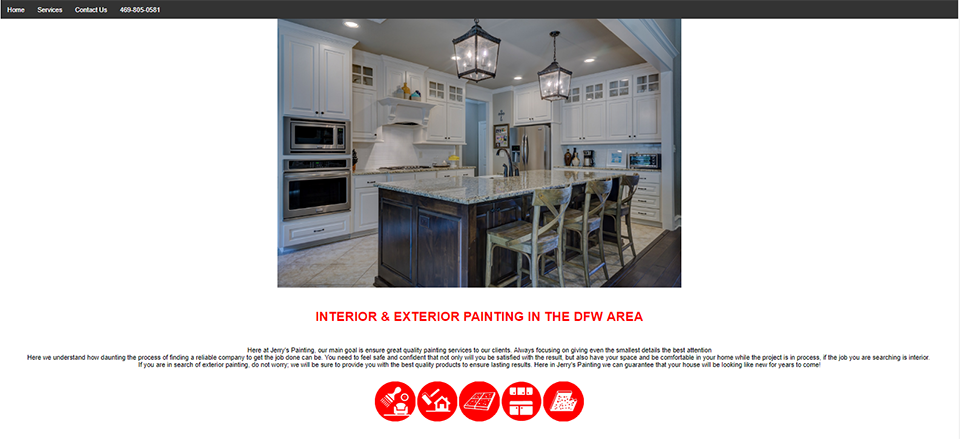 Home Services Contact Us 469-805-0581
INTERIOR & EXTERIOR PAINTING IN THE DFW AREA
Here at Jerry's Painting, our main goal is ensure great quality painting services to our clients. Always focusing on giving even the smallest details the best attention
Here we understand how daunting the process of finding a reliable company to get the job done can be. You need to feel safe and confident that not only will you be satisfied with the result, but also have your space and be comfortable in your home while the project is in process, if the job you are searching is interior.
If you are in search of exterior painting, do not worry; we will be sure to provide you with the best quality products to ensure lasting results. Here in Jerry's Painting we can guarantee that your house will be looking like new for years to come!